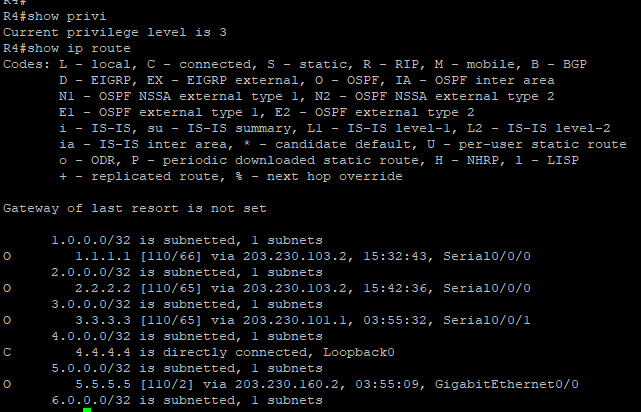 R4#
R4#show privi
Current privilege level is 3
R4#show ip route
Codes: L - local, C - connected, S - static, R - RIP, M - mobile, B - BGP
       D - EIGRP, EX - EIGRP external, O - OSPF, IA - OSPF inter area
       N1 - OSPF NSSA external type 1, N2 - OSPF NSSA external type 2
       E1 - OSPF external type 1, E2 - OSPF external type 2
       i - IS-IS, su - IS-IS summary, L1 - IS-IS level-1, L2 - IS-IS level-2
       ia - IS-IS inter area, * - candidate default, U - per-user static route
       o - ODR, P - periodic downloaded static route, H - NHRP, l - LISP
       + - replicated route, % - next hop override
Gateway of last resort is not set
      1.0.0.0/32 is subnetted, 1 subnets
O        1.1.1.1 [110/66] via 203.230.103.2, 15:32:43, Serial0/0/0
      2.0.0.0/32 is subnetted, 1 subnets
O        2.2.2.2 [110/65] via 203.230.103.2, 15:42:36, Serial0/0/0
      3.0.0.0/32 is subnetted, 1 subnets
O        3.3.3.3 [110/65] via 203.230.101.1, 03:55:32, Serial0/0/1
      4.0.0.0/32 is subnetted, 1 subnets
C        4.4.4.4 is directly connected, Loopback0
      5.0.0.0/32 is subnetted, 1 subnets
O        5.5.5.5 [110/2] via 203.230.160.2, 03:55:09, GigabitEthernet0/0
      6.0.0.0/32 is subnetted, 1 subnets